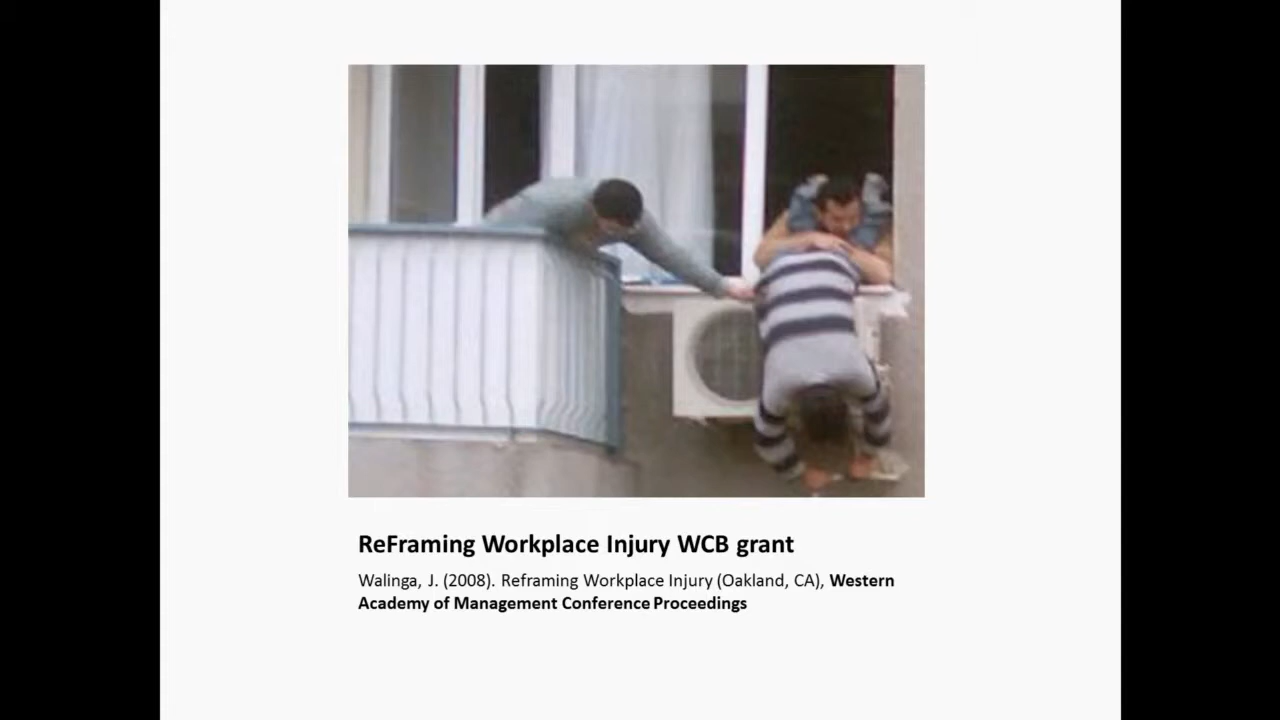 ReFraming Workplace Injury WCB grant
Walinga, J. (2008). Reframing Workplace Injury (Oakland, CA), Western
Academy of Management Conference Proceedings